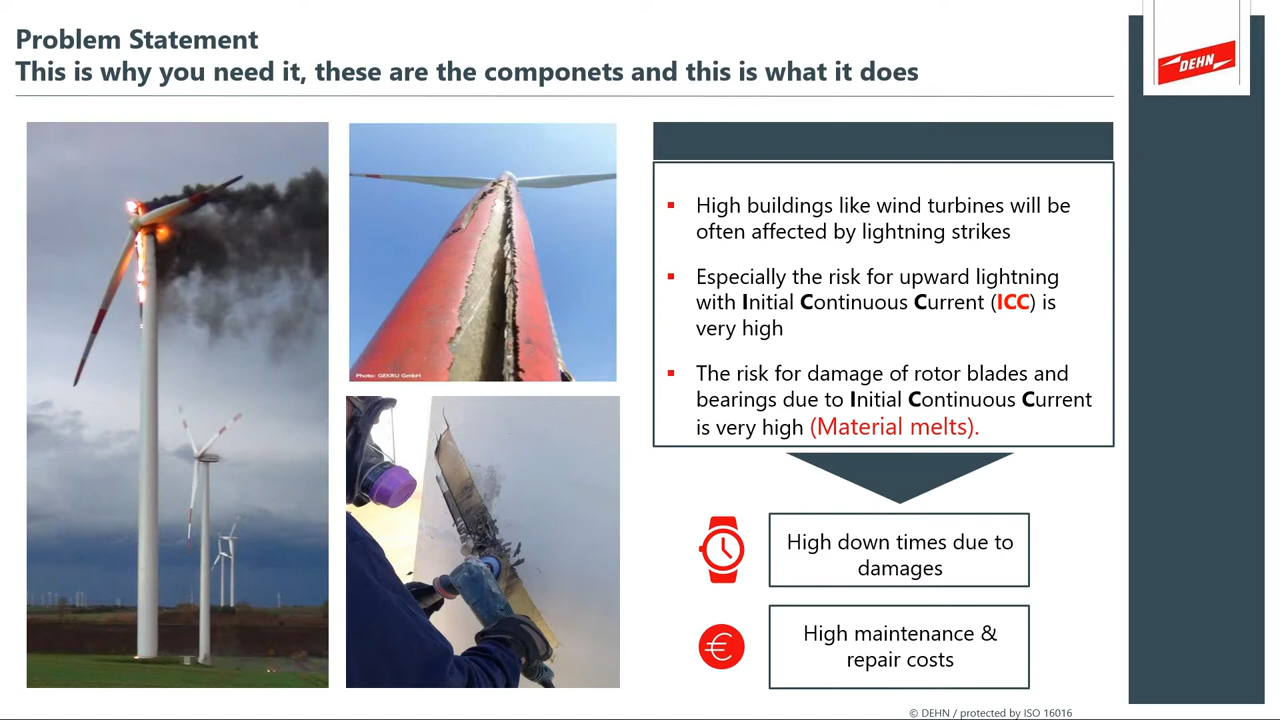 Problem Statement
This is why you need it, these are the componets and this is what it does
DEHN
Photo: GEKRU GmbH
High buildings like wind turbines will be
often affected by lightning strikes
Especially the risk for upward lightning
with Initial Continuous Current (ICC) is
very high
The risk for damage of rotor blades and
bearings due to Initial Continuous Current
is very high (Material melts).
High down times due to
damages
€
High maintenance &
repair costs
© DEHN / protected by ISO 16016